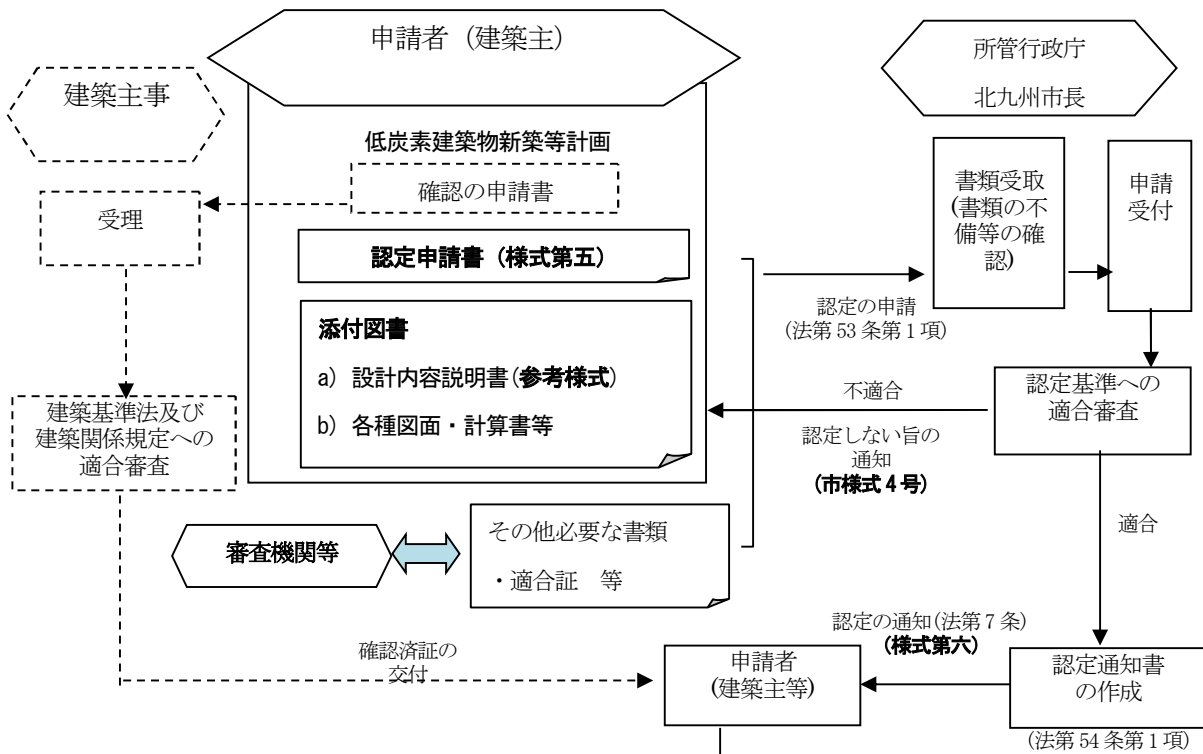 申請者（建築主）
所管行政庁
北九州市長
建築主事
低炭素建築物新築等計画
確認の申請書
受理
認定申請書（様式第五）
添付図書
a) 設計内容説明書(参考様式)
b) 各種図面・計算書等
書類受取
(書類の不
備等の確
認)
申請
受付
認定の申請
(法第 53 条第 1 項)
認定基準への
適合審査
不適合
認定しない旨の
通知
(市様式 4 号)
建築基準法及び
建築関係規定への
適合審査
審査機関等
その他必要な書類
・適合証　等
適合
認定の通知(法第 7 条)
(様式第六)
確認済証の
交付
申請者
(建築主等)
認定通知書
の作成
(法第 54 条第 1 項)